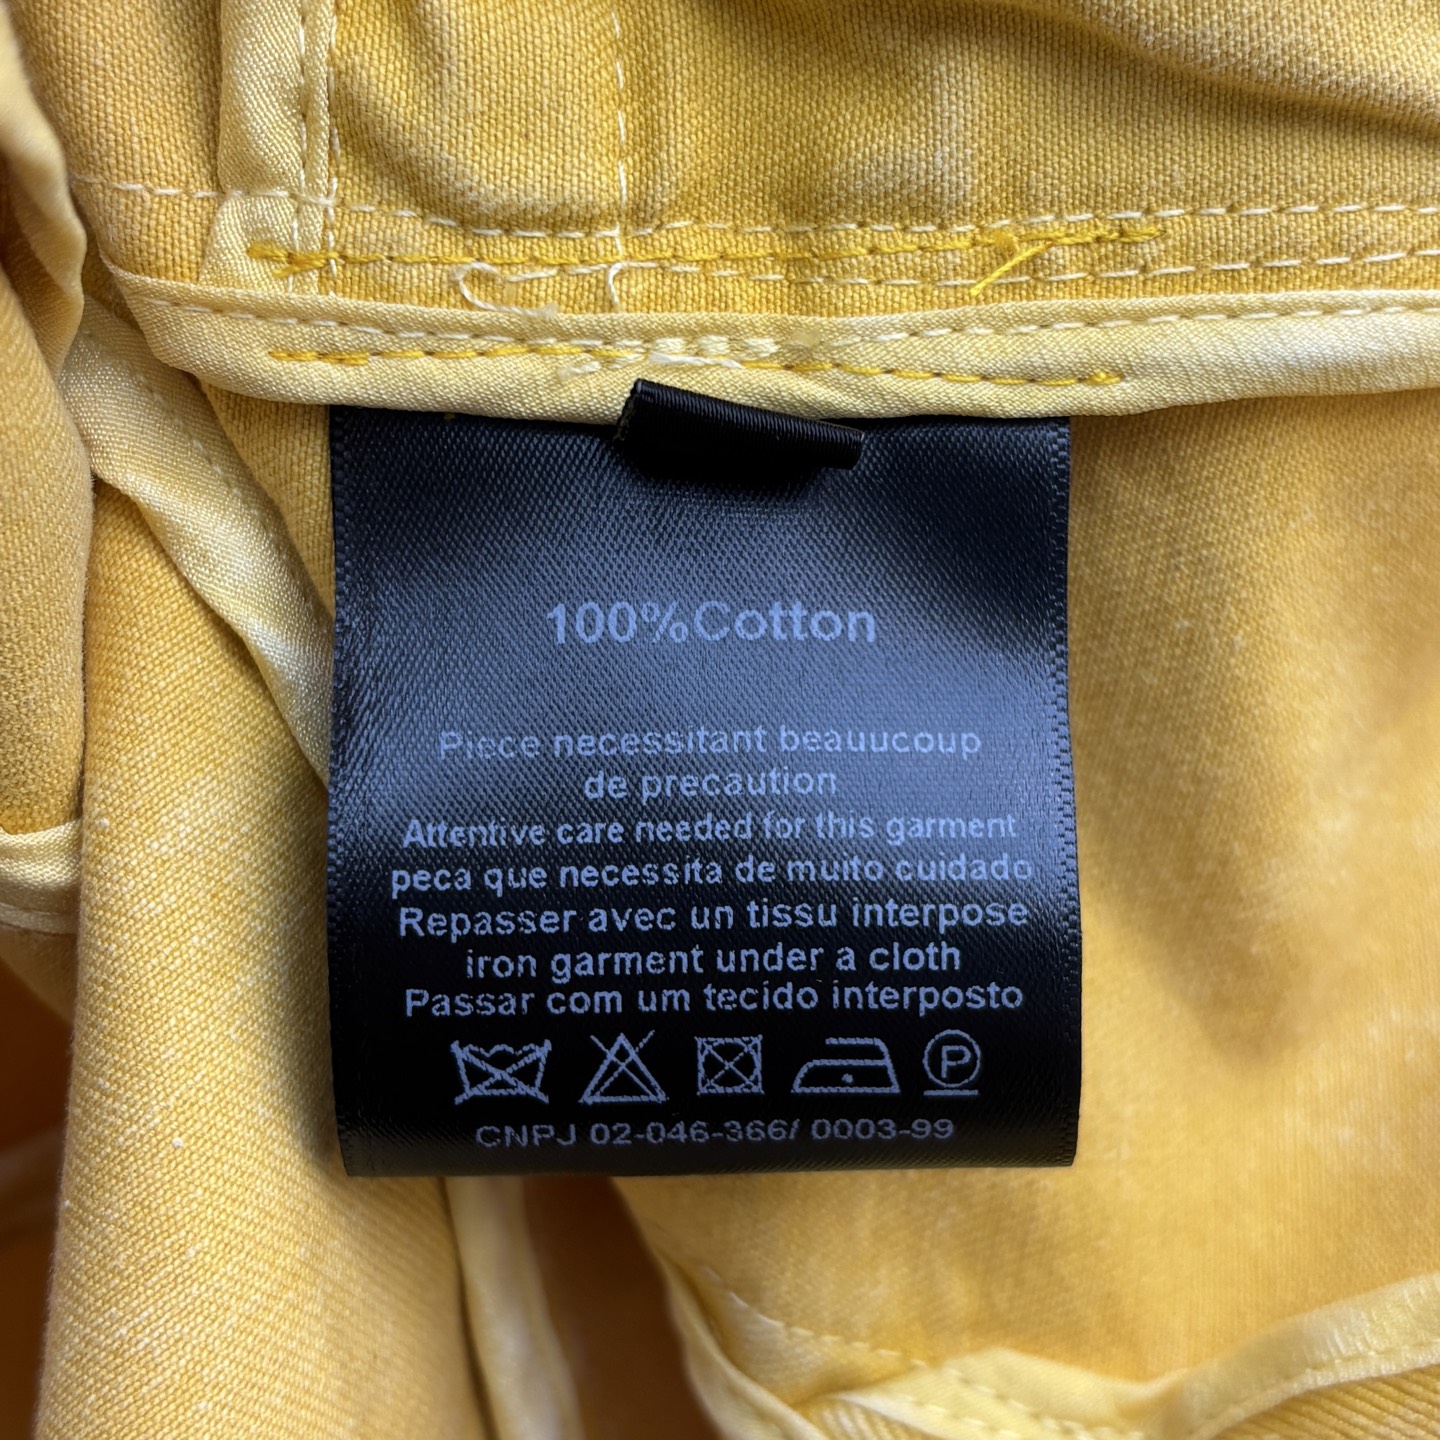 100%Cotton
Piece necessitant beauucoup
de precaution
Attentive care needed for this garment
peca que necessita de muito cuidado
Repasser avec un tissu interpose
iron garment under a cloth
Passar com um tecido interposto
P
CNPJ 02-046-366/ 0003-99